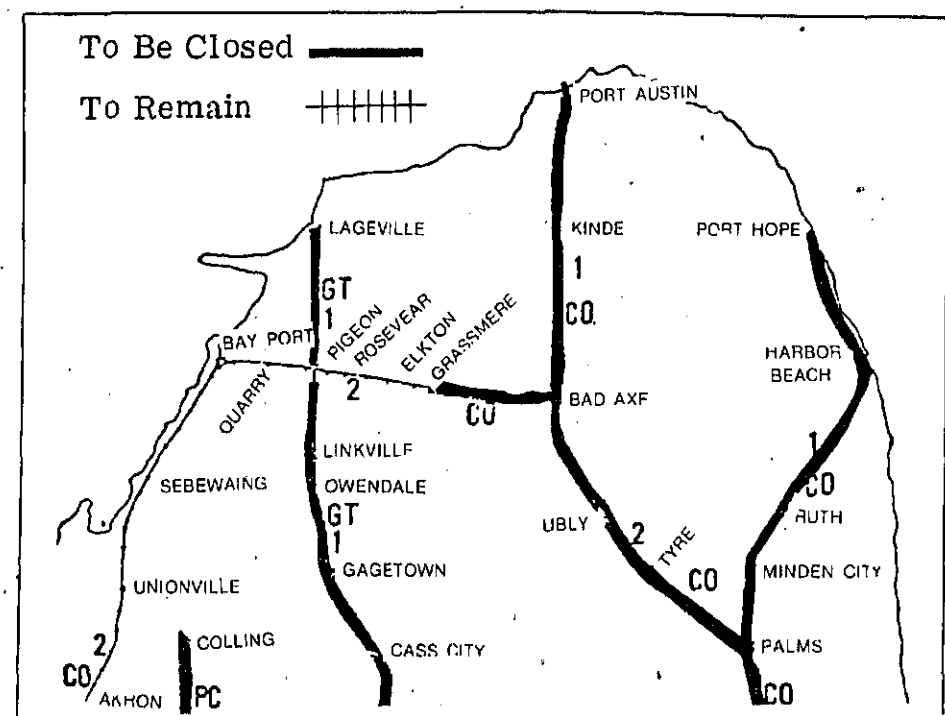 To Be Closed
To Remain
PORT AUSTIN
LAGEVILLE
KINDE
PORT HOPE
GT
1
1
CO.
BAY PORT
PIGEON
ROSEVEAR
ELKTON
GRASSMERE
HARBOR
BEACH
QUARRY
2
CO
BAD AXE
LINKVILLE
1
CO
SEBEWAING
OWENDALE
RUTH
GT
1
UBLY
2
TYRE
GAGETOWN
CO
MINDEN CITY
UNIONVILLE
2
COLLING
CASS CITY
PALMS
CO
AKRON
PC
CO